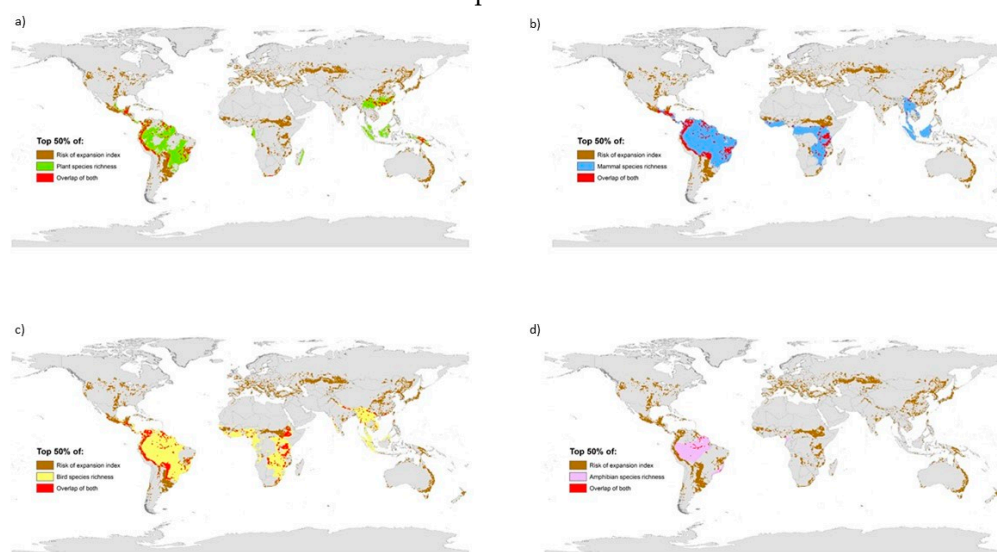 a)
Top 50% of:
Risk of expansion index
Plant species richness
Overlap of both
b)
Top 50% of:
Risk of expansion index
Mammal species richness
Overlap of both
c)
Top 50% of:
Risk of expansion index
Bird species richness
Overlap of both
d)
Top 50% of:
Risk of expansion index
Amphibian species richness
Overlap of both